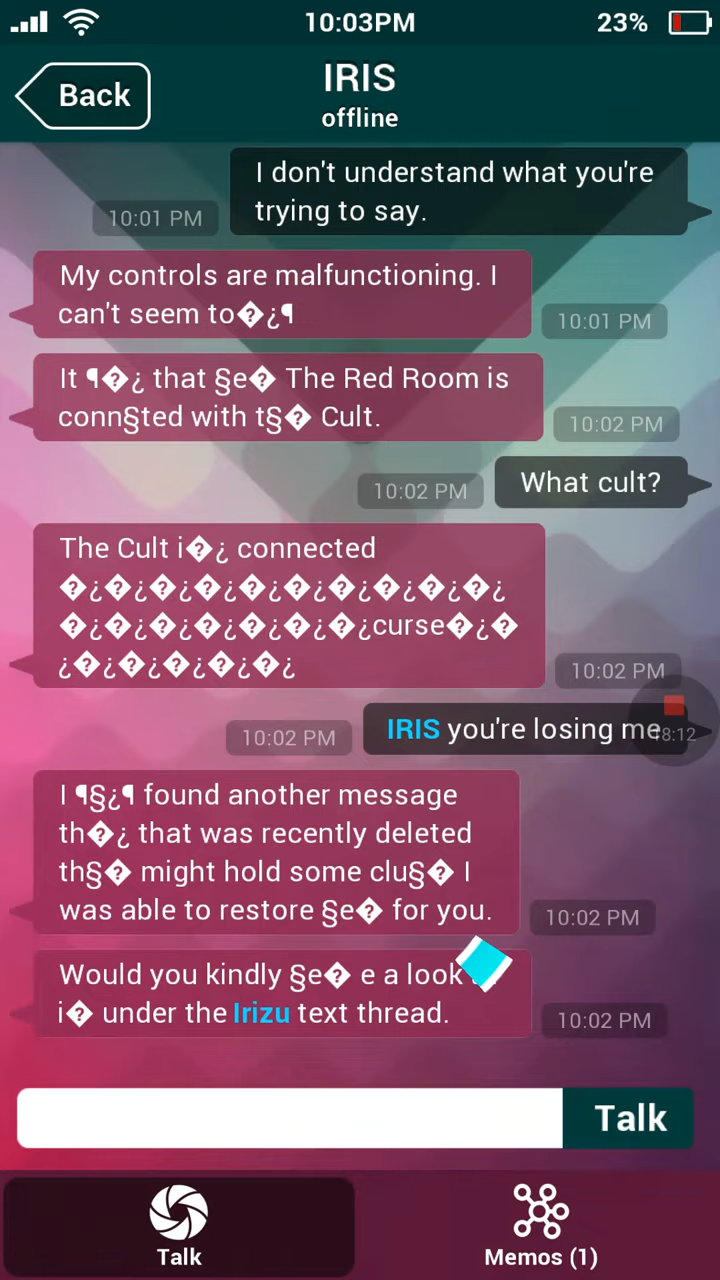 10:03PM
23%
Back
IRIS
offline
I don't understand what you're
trying to say.
10:01 PM
My controls are malfunctioning. I
can't seem to�¿¶
10:01 PM
It ¶�¿ that §e� The Red Room is
conn§ted with t§� Cult.
10:02 PM
What cult?
10:02 PM
The Cult i�¿ connected
�¿�¿�¿�¿�¿�¿�¿�¿�¿�¿
�¿�¿�¿�¿�¿�¿�¿curse�¿�
¿�¿�¿�¿�¿�¿
10:02 PM
IRIS you're losing me
10:02 PM
18:12
I ¶§¿¶ found another message
th�¿ that was recently deleted
th§� might hold some clu§� I
was able to restore §e� for you.
10:02 PM
Would you kindly §e� e a look
i� under the Irizu text thread.
10:02 PM
Talk
Talk
Memos (1)